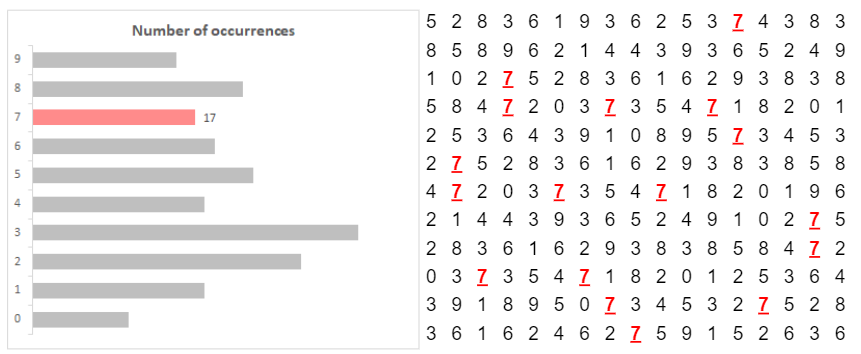 Number of occurrences
9
8
7 17
6
5
4
3
2
1
0
5 2 8 3 6 1 9 3 6 2 5 3 7 4 3 8 3
8 5 8 9 6 2 1 4 4 3 9 3 6 5 2 4 9
1 0 2 7 5 2 8 3 6 1 6 2 9 3 8 3 8
5 8 4 7 2 0 3 7 3 5 4 7 1 8 2 0 1
2 5 3 6 4 3 9 1 0 8 9 5 7 3 4 5 3
2 7 5 2 8 3 6 1 6 2 9 3 8 3 8 5 8
4 7 2 0 3 7 3 5 4 7 1 8 2 0 1 9 6
2 1 4 4 3 9 3 6 5 2 4 9 1 0 2 7 5
2 8 3 6 1 6 2 9 3 8 3 8 5 8 4 7 2
0 3 7 3 5 4 7 1 8 2 0 1 2 5 3 6 4
3 9 1 8 9 5 0 7 3 4 5 3 2 7 5 2 8
3 6 1 6 2 4 6 2 7 5 9 1 5 2 6 3 6